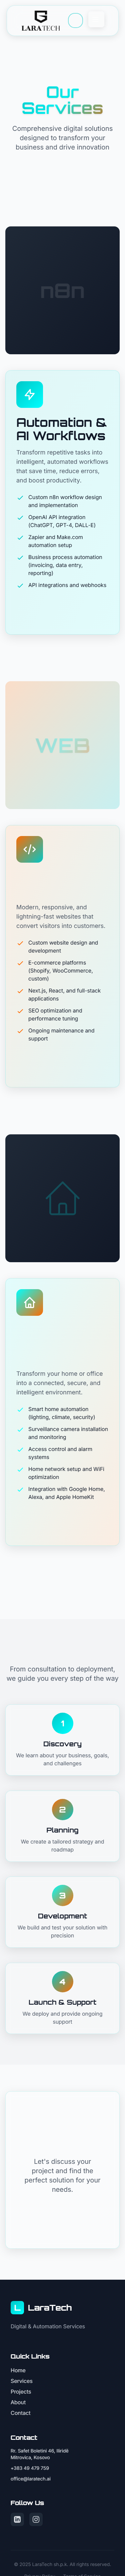 LARATECH
Our
Services
Comprehensive digital solutions
designed to transform your
business and drive innovation
n8n
Automation &
AI Workflows
Transform repetitive tasks into
intelligent, automated workflows
that save time, reduce errors,
and boost productivity.
Custom n8n workflow design
and implementation
OpenAI API integration
(ChatGPT, GPT-4, DALL-E)
Zapier and Make.com
automation setup
Business process automation
(invoicing, data entry,
reporting)
API integrations and webhooks
WEB
Modern, responsive, and
lightning-fast websites that
convert visitors into customers.
Custom website design and
development
E-commerce platforms
(Shopify, WooCommerce,
custom)
Next.js, React, and full-stack
applications
SEO optimization and
performance tuning
Ongoing maintenance and
support
Transform your home or office
into a connected, secure, and
intelligent environment.
Smart home automation
(lighting, climate, security)
Surveillance camera installation
and monitoring
Access control and alarm
systems
Home network setup and WiFi
optimization
Integration with Google Home,
Alexa, and Apple HomeKit
From consultation to deployment,
we guide you every step of the way
1
Discovery
We learn about your business, goals,
and challenges
2
Planning
We create a tailored strategy and
roadmap
3
Development
We build and test your solution with
precision
4
Launch & Support
We deploy and provide ongoing
support
Let's discuss your
project and find the
perfect solution for your
needs.
L LaraTech
Digital & Automation Services
Quick Links
Home
Services
Projects
About
Contact
Contact
Rr. Safet Boletini 46, Iliridë
Mitrovica, Kosovo
+383 49 479 759
office@laratech.al
Follow Us
© 2025 LaraTech sh.p.k. All rights reserved.